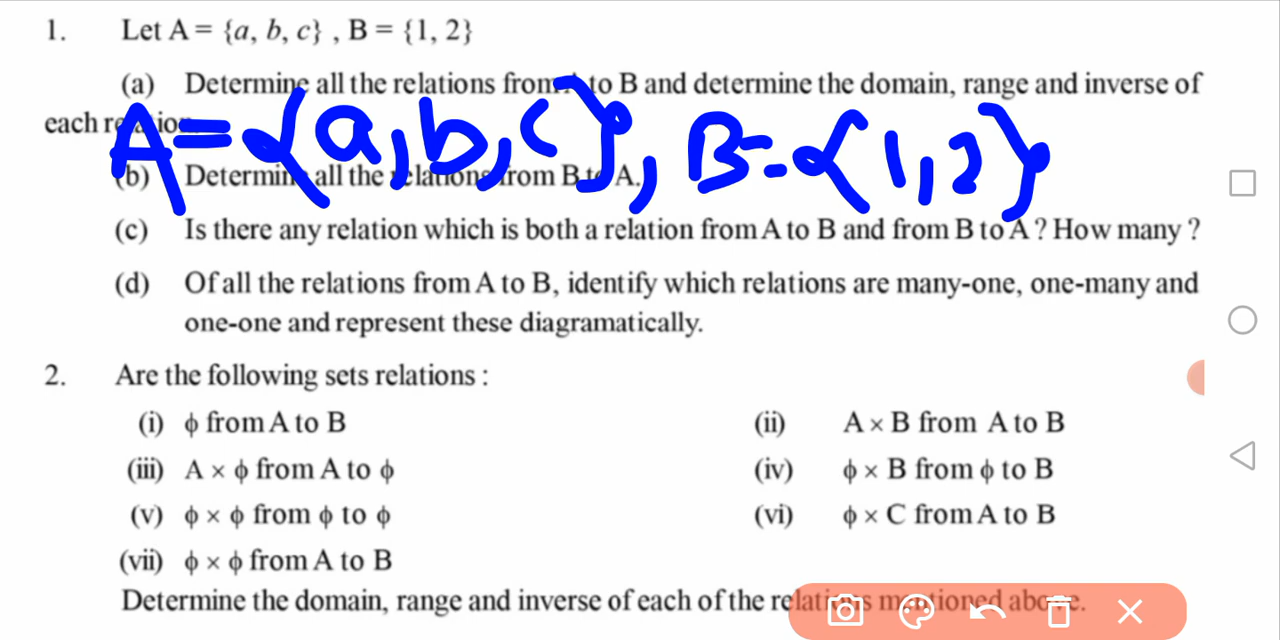 1. Let A = {a, b, c} , B = {1, 2}
(a) Determine all the relations from A to B and determine the domain, range and inverse of
each relation.
A={a,b,c}, B={1,2}
(b) Determine all the relations from B to A.
(c) Is there any relation which is both a relation from A to B and from B to A ? How many ?
(d) Of all the relations from A to B, identify which relations are many-one, one-many and
one-one and represent these diagramatically.
2. Are the following sets relations :
(i) ϕ from A to B (ii) A × B from A to B
(iii) A × ϕ from A to ϕ (iv) ϕ × B from ϕ to B
(v) ϕ × ϕ from ϕ to ϕ (vi) ϕ × C from A to B
(vii) ϕ × ϕ from A to B
Determine the domain, range and inverse of each of the relations mentioned above.